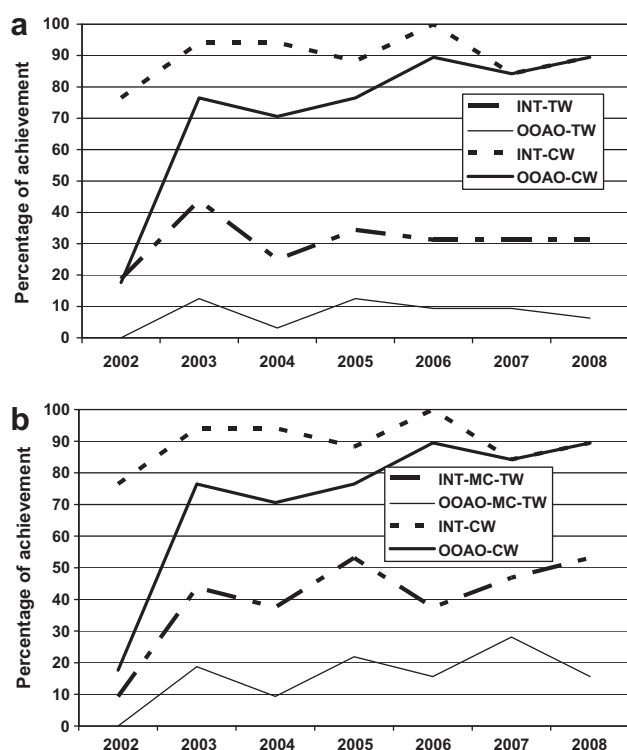 a
Percentage of achievement
100
90
80
70
60
50
40
30
20
10
0
INT-TW
OOAO-TW
INT-CW
OOAO-CW
2002 2003 2004 2005 2006 2007 2008
b
Percentage of achievement
100
90
80
70
60
50
40
30
20
10
0
INT-MC-TW
OOAO-MC-TW
INT-CW
OOAO-CW
2002 2003 2004 2005 2006 2007 2008